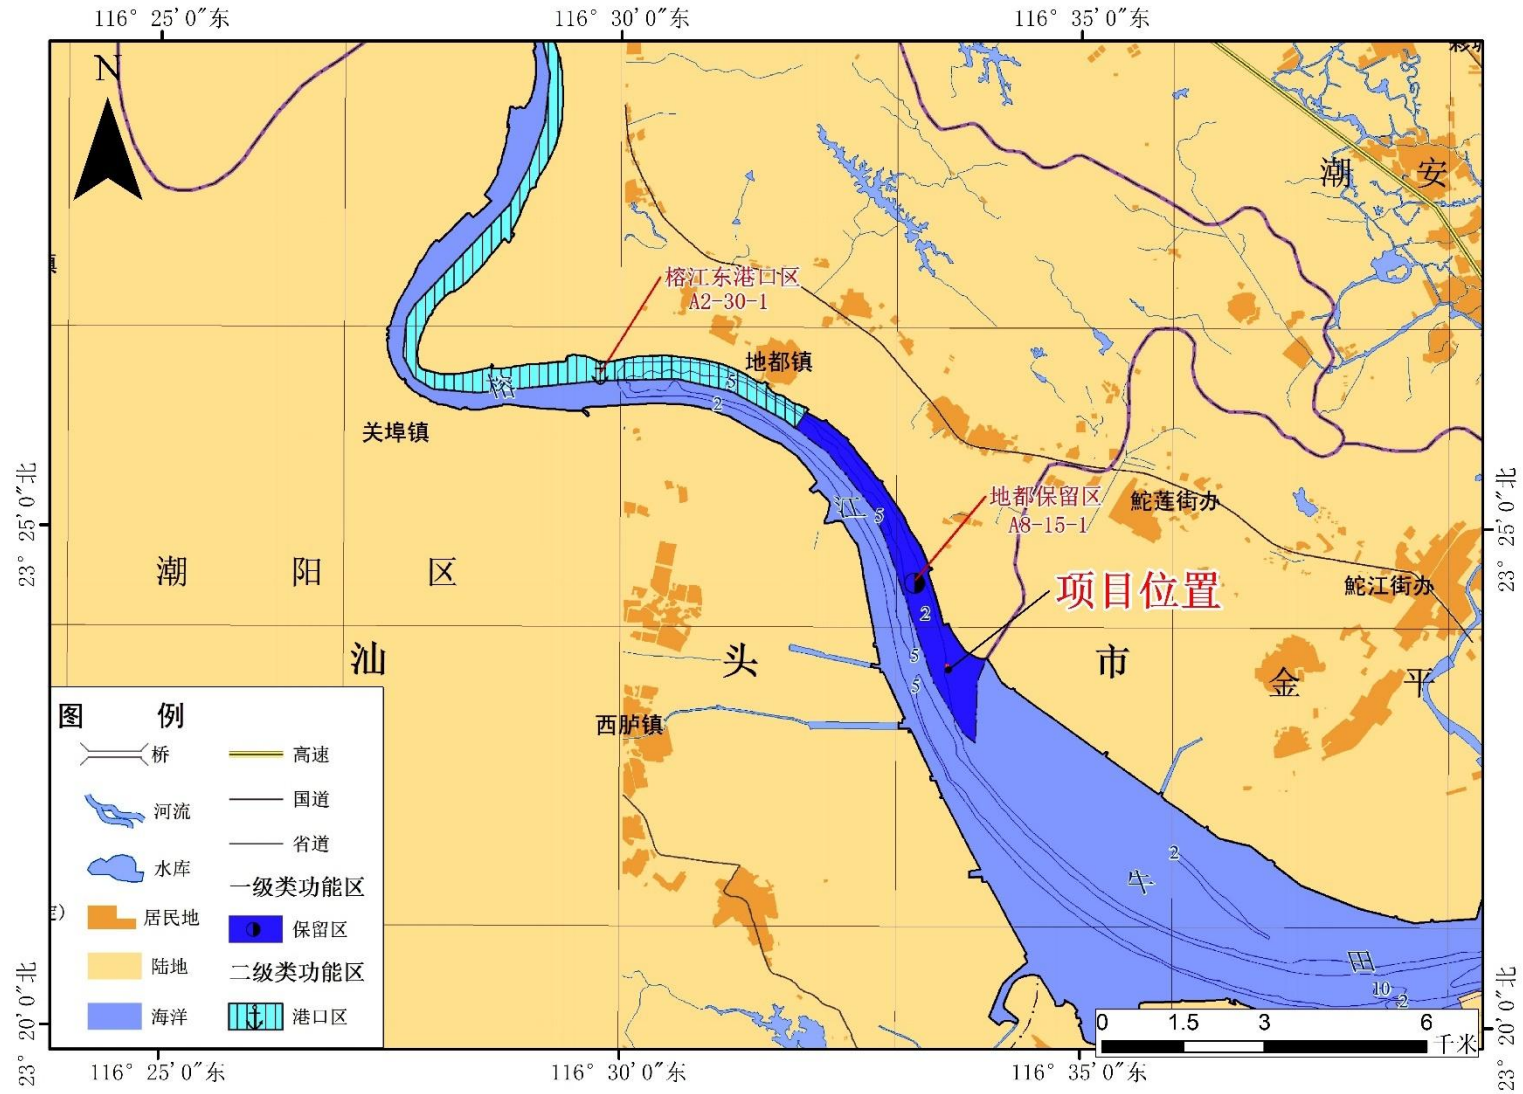 116° 25′0″东
116° 30′0″东
116° 35′0″东
N
潮 安
榕江东港口区
A2-30-1
地都镇
5
榕
2
关埠镇
23° 25′0″北
23° 25′0″北
地都保留区
A8-15-1
鮀莲街办
江
5
潮 阳 区
项目位置
鮀江街办
2
汕 头 市
5
5
金 平
西胪镇
图 例
桥
高速
河流
国道
省道
水库
一级类功能区
居民地
保留区
陆地
二级类功能区
海洋
港口区
2
牛
田
10
2
0 1.5 3 6
千米
23° 20′0″北
23° 20′0″北
116° 25′0″东
116° 30′0″东
116° 35′0″东